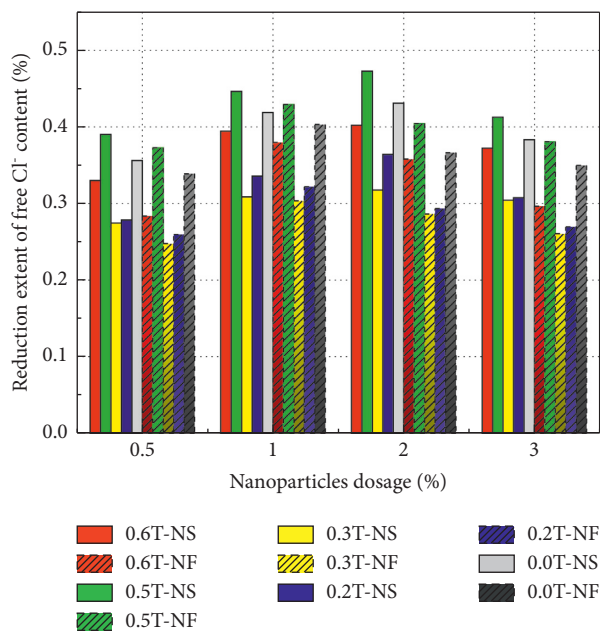 Reduction extent of free Cl⁻ content (%)
0.5
0.4
0.3
0.2
0.1
0.0
0.5 1 2 3
Nanoparticles dosage (%)
0.6T-NS 0.3T-NS 0.2T-NF
0.6T-NF 0.3T-NF 0.0T-NS
0.5T-NS 0.2T-NS 0.0T-NF
0.5T-NF